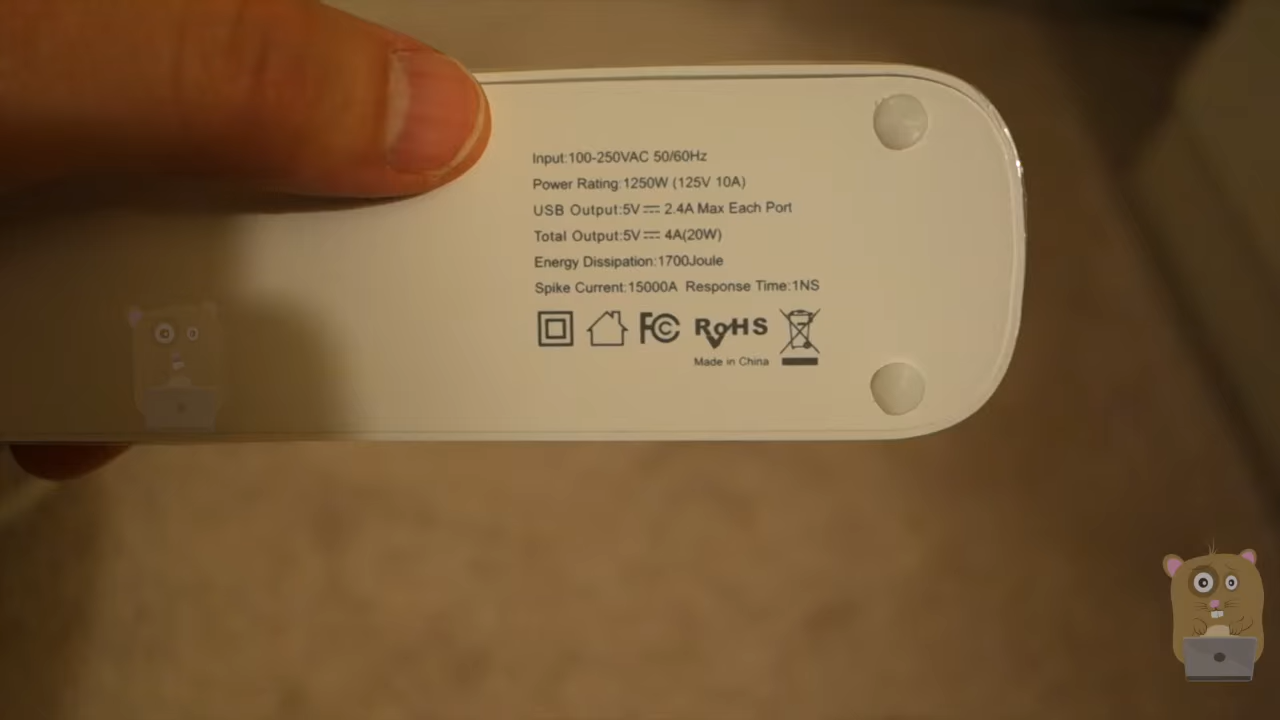 Input:100-250VAC 50/60Hz
Power Rating:1250W (125V 10A)
USB Output:5V⎓ 2.4A Max Each Port
Total Output:5V⎓ 4A(20W)
Energy Dissipation:1700Joule
Spike Current:15000A Response Time:1NS
FC RoHS
Made in China